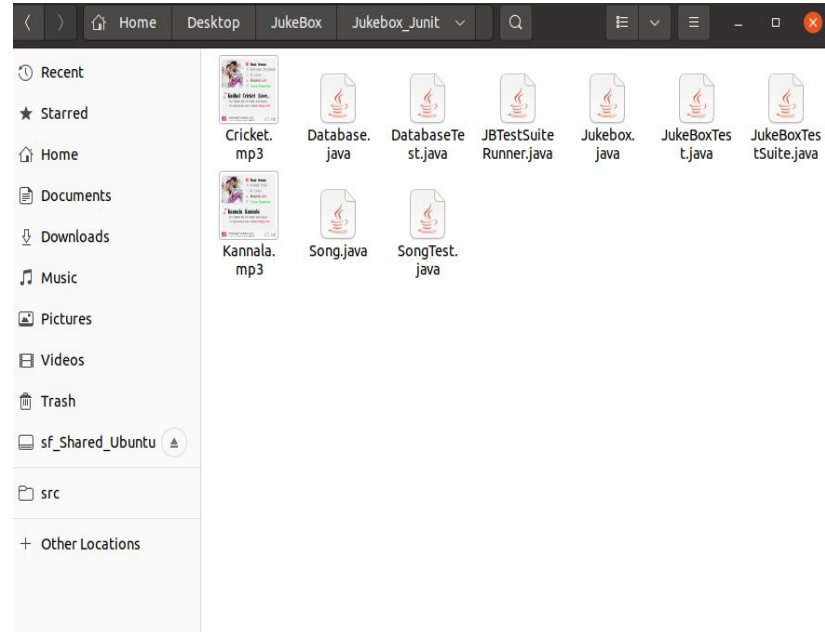 Home Desktop JukeBox Jukebox_Junit
Recent
Starred
Home
Documents
Downloads
Music
Pictures
Videos
Trash
sf_Shared_Ubuntu
src
Other Locations
Cricket.
mp3
Database.
java
DatabaseTe
st.java
JBTestSuite
Runner.java
Jukebox.
java
JukeBoxTes
t.java
JukeBoxTes
tSuite.java
Kannala.
mp3
Song.java
SongTest.
java